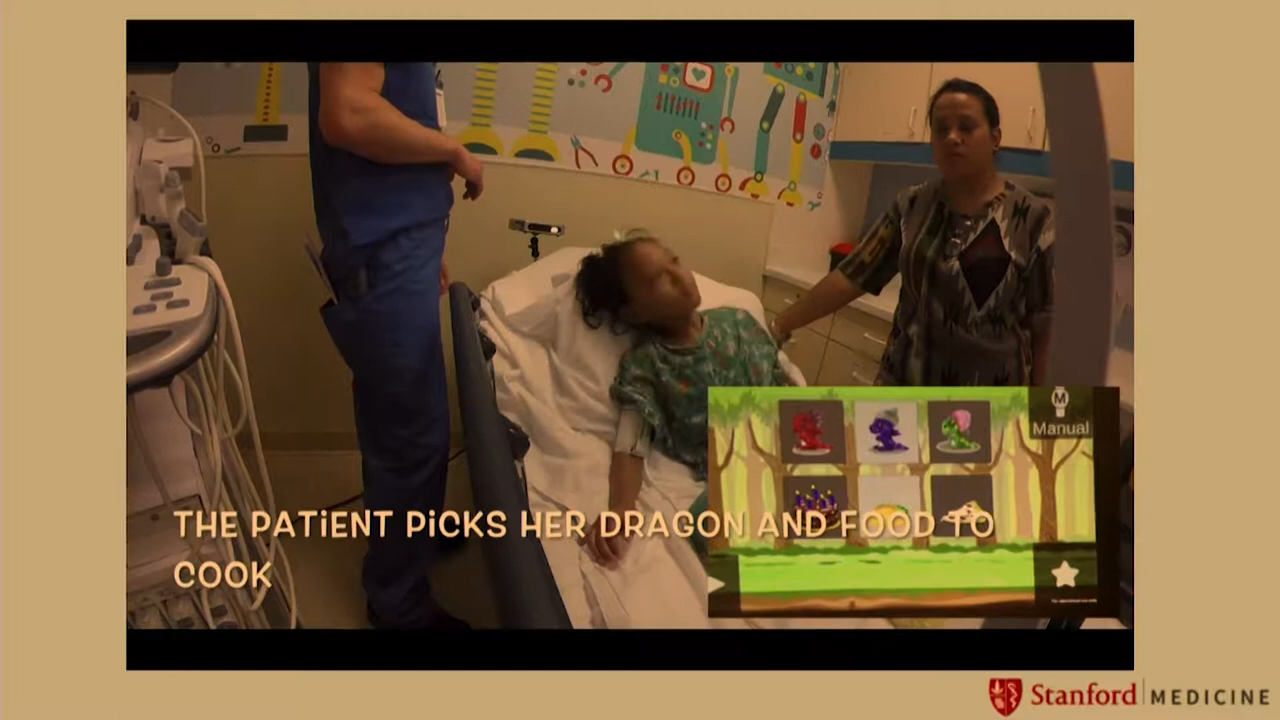 M
Manual
THE PATIENT PICKS HER DRAGON AND FOOD TO
COOK
Stanford MEDICINE